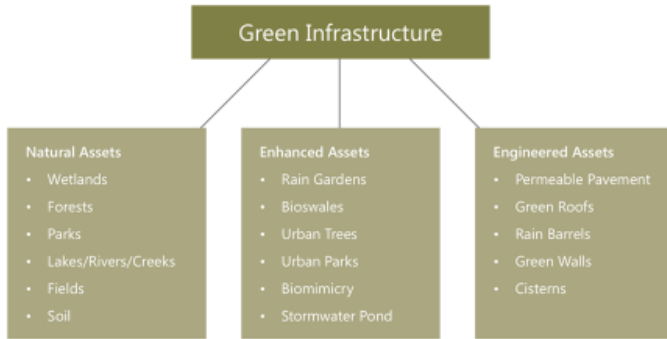 Green Infrastructure
Natural Assets
• Wetlands
• Forests
• Parks
• Lakes/Rivers/Creeks
• Fields
• Soil
Enhanced Assets
• Rain Gardens
• Bioswales
• Urban Trees
• Urban Parks
• Biomimicry
• Stormwater Pond
Engineered Assets
• Permeable Pavement
• Green Roofs
• Rain Barrels
• Green Walls
• Cisterns